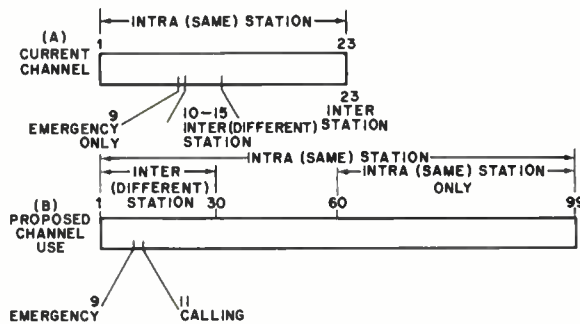 INTRA (SAME) STATION
1 23
(A)
CURRENT
CHANNEL
9
EMERGENCY
ONLY
10-15
INTER(DIFFERENT)
STATION
23
INTER
STATION
INTRA (SAME) STATION
INTER
(DIFFERENT)
STATION
INTRA (SAME) STATION
ONLY
1 30 60 99
(B)
PROPOSED
CHANNEL
USE
9
EMERGENCY
11
CALLING